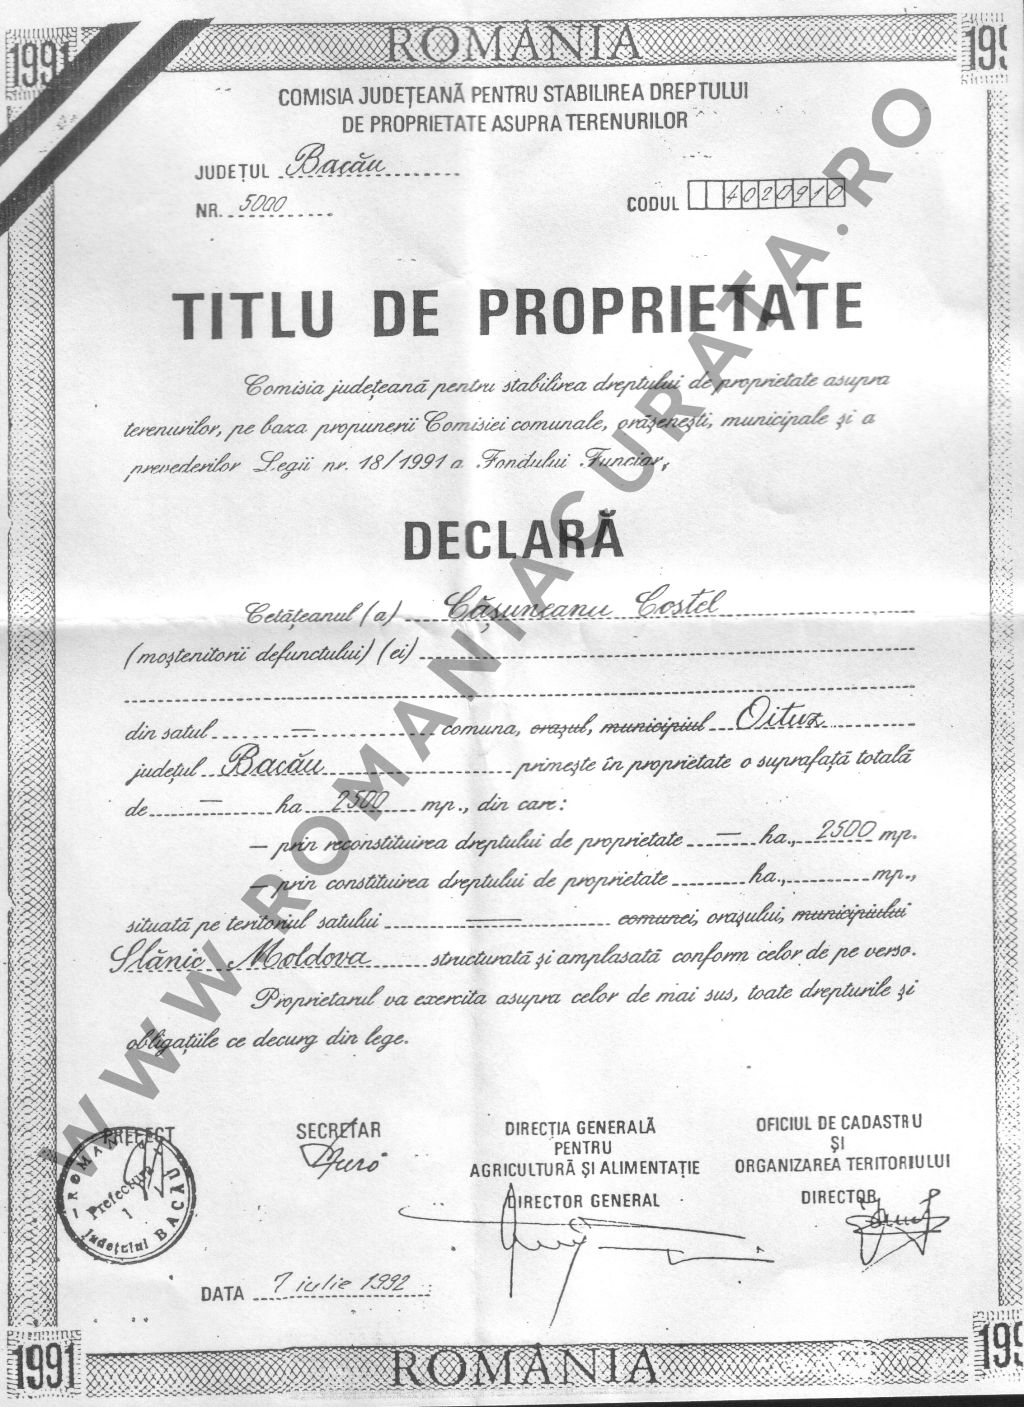 1991 ROMÂNIA 199
COMISIA JUDEȚEANĂ PENTRU STABILIREA DREPTULUI
DE PROPRIETATE ASUPRA TERENURILOR
JUDEȚUL Bacău
NR. 5000 CODUL 4020910
TITLU DE PROPRIETATE
Comisia județeană pentru stabilirea dreptului de proprietate asupra
terenurilor, pe baza propunerii Comisiei comunale, orășenești, municipale și a
prevederilor Legii nr. 18/1991 a Fondului Funciar,
DECLARĂ
Cetățeanul (a) Cășuneanu Costel
(moștenitorii defunctului) (ei)
din satul — comuna, orașul, municipiul Oituz
județul Bacău primește în proprietate o suprafață totală
de — ha 2500 mp., din care:
— prin reconstituirea dreptului de proprietate — ha., 2500 mp.
— prin constituirea dreptului de proprietate ha., mp.,
situată pe teritoriul satului — comunei, orașului, municipiului
Slănic Moldova structurată și amplasată conform celor de pe verso.
Proprietarul va exercita asupra celor de mai sus, toate drepturile și
obligațiile ce decurg din lege.
PREFECT
SECRETAR
DIRECȚIA GENERALĂ
PENTRU
AGRICULTURĂ ȘI ALIMENTAȚIE
DIRECTOR GENERAL
OFICIUL DE CADASTRU
ȘI
ORGANIZAREA TERITORIULUI
DIRECTOR
Prefectura
1
Județului BACĂU
DATA 7 iulie 1992
1991 ROMÂNIA 199
WWW.ROMANIACURATA.RO